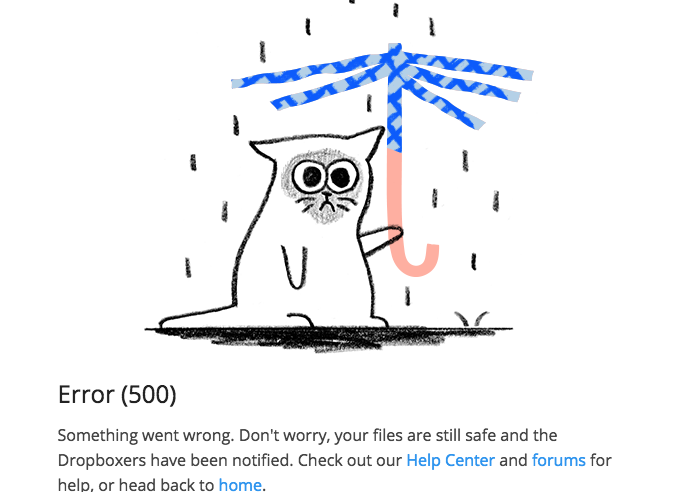 Error (500)
Something went wrong. Don't worry, your files are still safe and the
Dropboxers have been notified. Check out our Help Center and forums for
help, or head back to home.